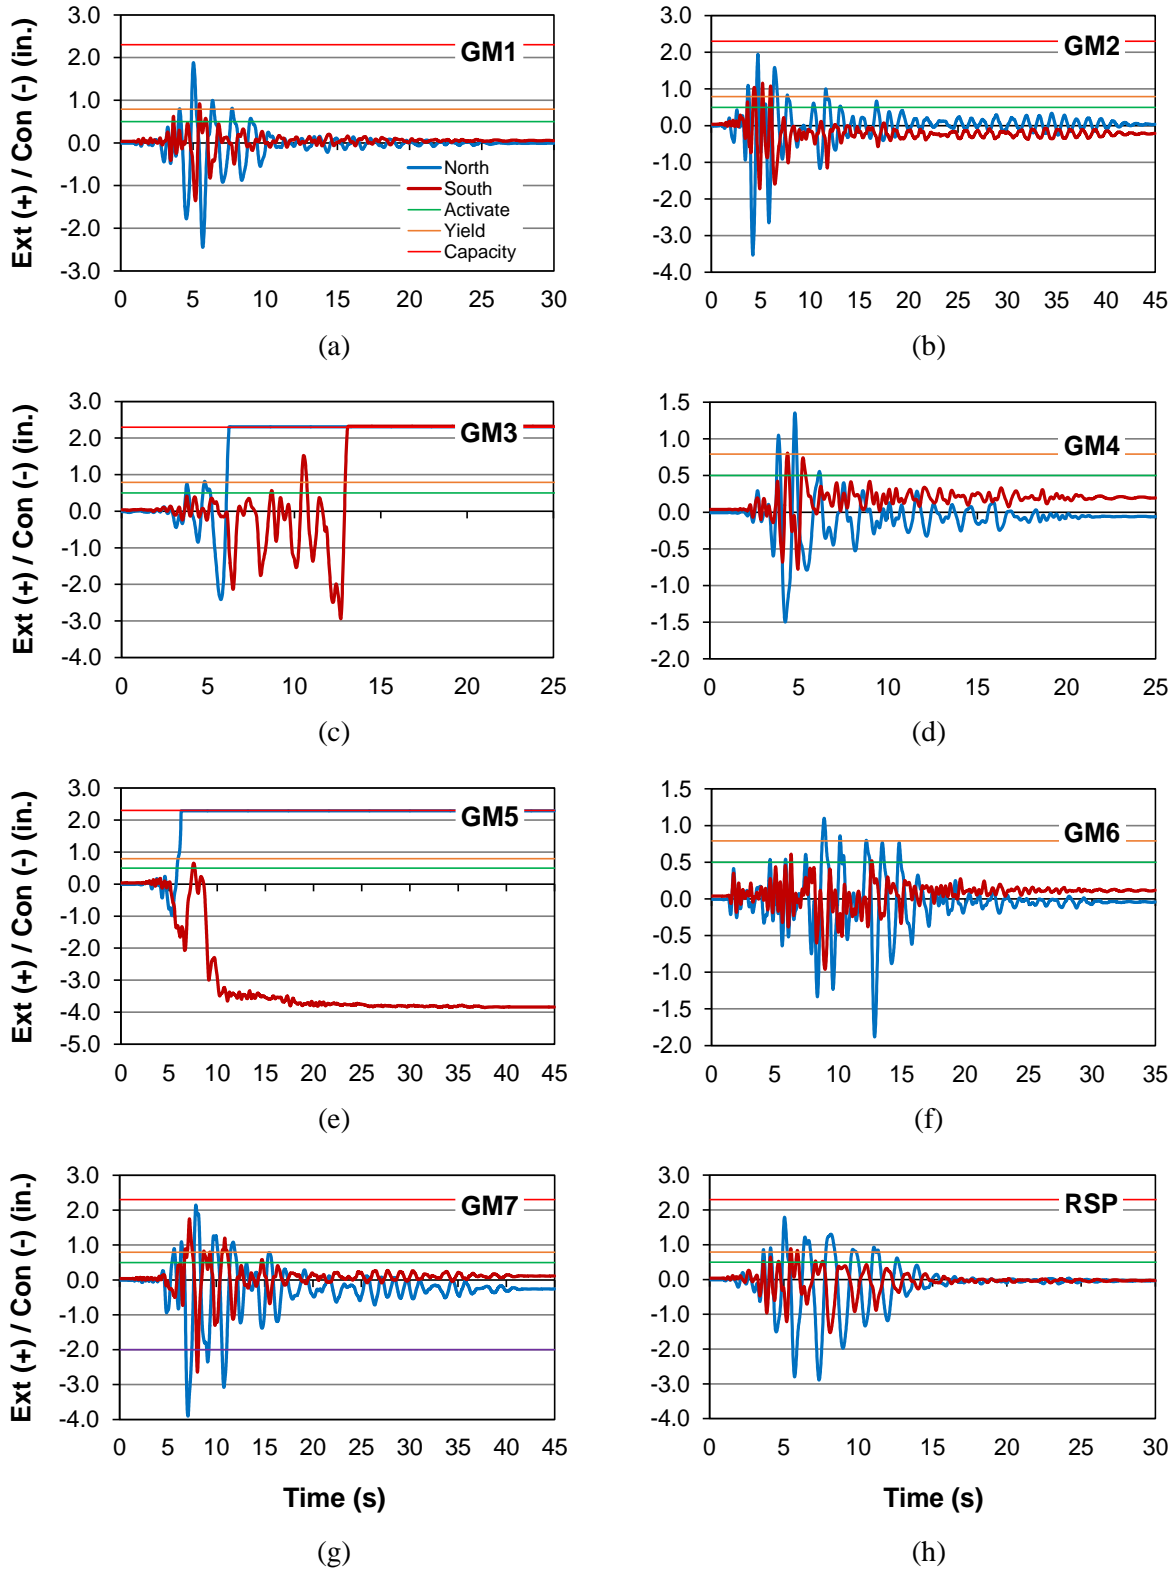 Ext (+) / Con (-) (in.)
3.0
2.0
1.0
0.0
-1.0
-2.0
-3.0
GM1
North
South
Activate
Yield
Capacity
0 5 10 15 20 25 30
(a)
3.0
2.0
1.0
0.0
-1.0
-2.0
-3.0
-4.0
GM2
0 5 10 15 20 25 30 35 40 45
(b)
Ext (+) / Con (-) (in.)
3.0
2.0
1.0
0.0
-1.0
-2.0
-3.0
-4.0
GM3
0 5 10 15 20 25
(c)
1.5
1.0
0.5
0.0
-0.5
-1.0
-1.5
-2.0
GM4
0 5 10 15 20 25
(d)
Ext (+) / Con (-) (in.)
3.0
2.0
1.0
0.0
-1.0
-2.0
-3.0
-4.0
-5.0
GM5
0 5 10 15 20 25 30 35 40 45
(e)
1.5
1.0
0.5
0.0
-0.5
-1.0
-1.5
-2.0
GM6
0 5 10 15 20 25 30 35
(f)
Ext (+) / Con (-) (in.)
3.0
2.0
1.0
0.0
-1.0
-2.0
-3.0
-4.0
GM7
0 5 10 15 20 25 30 35 40 45
Time (s)
(g)
3.0
2.0
1.0
0.0
-1.0
-2.0
-3.0
-4.0
RSP
0 5 10 15 20 25 30
Time (s)
(h)